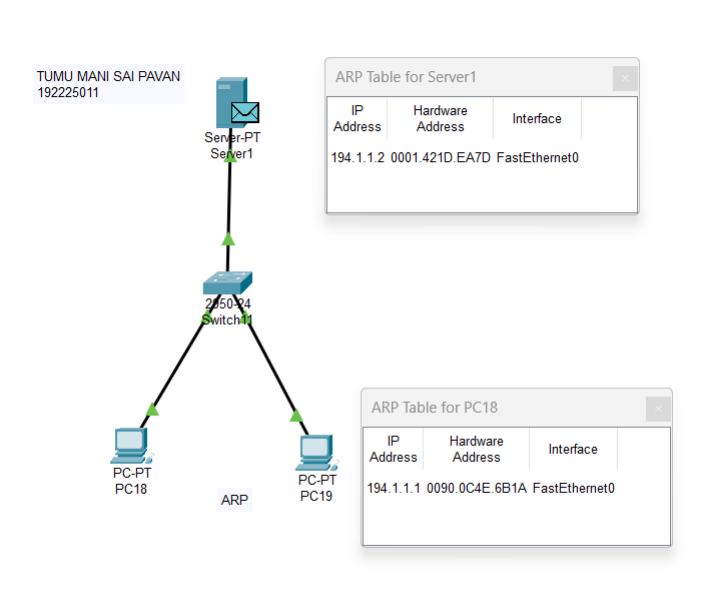 TUMU MANI SAI PAVAN
192225011
Server-PT
Server1
ARP Table for Server1
IP Address Hardware Address Interface
194.1.1.2 0001.421D.EA7D FastEthernet0
2950-24
Switch11
PC-PT
PC18
ARP
PC-PT
PC19
ARP Table for PC18
IP Address Hardware Address Interface
194.1.1.1 0090.0C4E.6B1A FastEthernet0